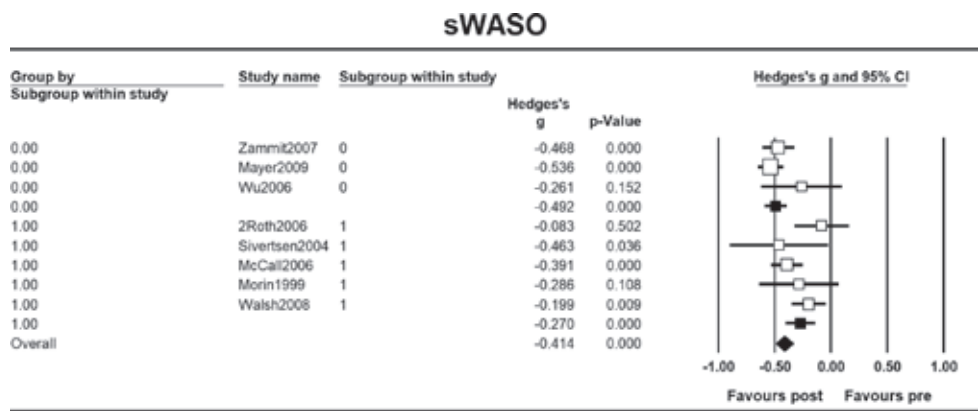 sWASO
Group by Study name Subgroup within study Hedges's g and 95% CI
Subgroup within study
Hedges's
g p-Value
0.00 Zammit2007 0 -0.468 0.000
0.00 Mayer2009 0 -0.536 0.000
0.00 Wu2006 0 -0.261 0.152
0.00 -0.492 0.000
1.00 2Roth2006 1 -0.083 0.502
1.00 Sivertsen2004 1 -0.463 0.036
1.00 McCall2006 1 -0.391 0.000
1.00 Morin1999 1 -0.286 0.108
1.00 Walsh2008 1 -0.199 0.009
1.00 -0.270 0.000
Overall -0.414 0.000
-1.00 -0.50 0.00 0.50 1.00
Favours post Favours pre